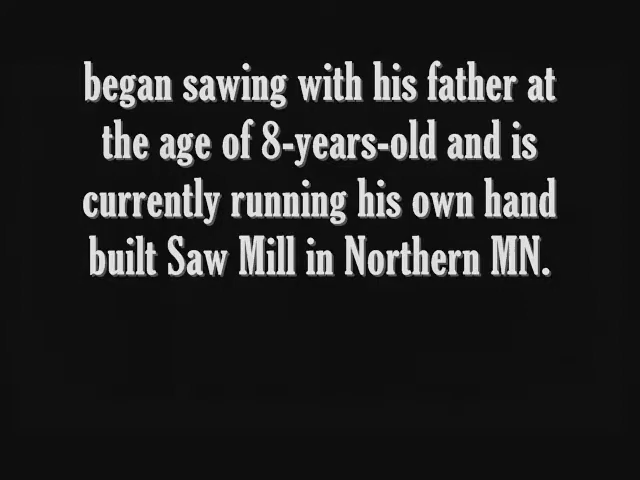 began sawing with his father at
the age of 8-years-old and is
currently running his own hand
built Saw Mill in Northern MN.